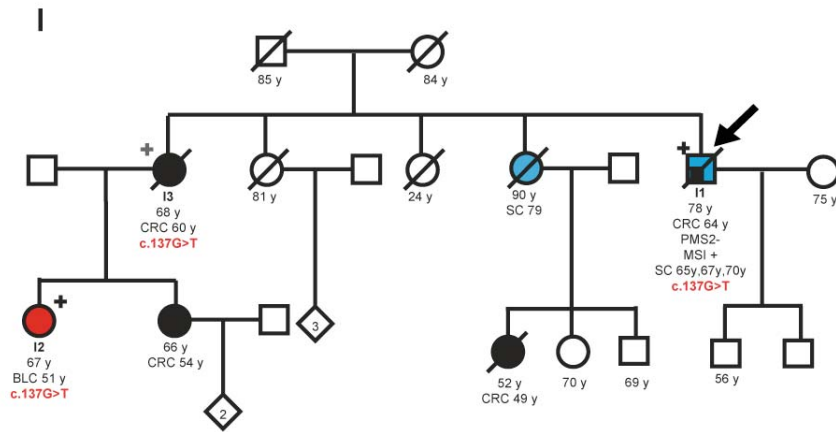 I
85 y
84 y
+
+
I3
68 y
CRC 60 y
c.137G>T
81 y
24 y
90 y
SC 79
I1
78 y
CRC 64 y
PMS2-
MSI +
SC 65y,67y,70y
c.137G>T
75 y
+
I2
67 y
BLC 51 y
c.137G>T
66 y
CRC 54 y
3
2
52 y
CRC 49 y
70 y
69 y
56 y